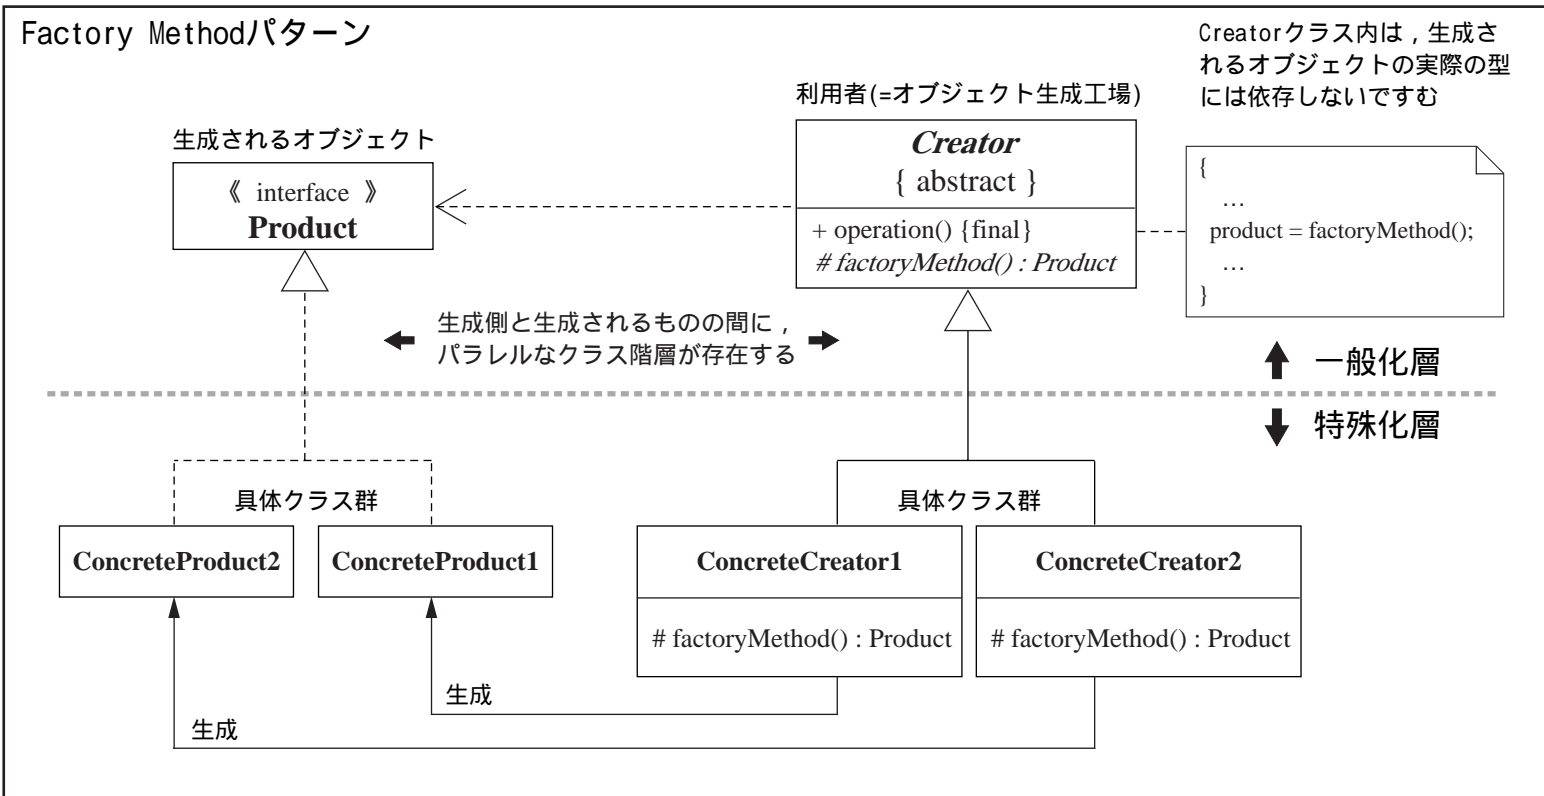 Factory Methodパターン
Creatorクラス内は，生成さ
れるオブジェクトの実際の型
には依存しないですむ
利用者(=オブジェクト生成工場)
生成されるオブジェクト
《 interface 》
Product
Creator
{ abstract }
+ operation() {final}
# factoryMethod() : Product
{
…
product = factoryMethod();
…
}
生成側と生成されるものの間に，
パラレルなクラス階層が存在する
一般化層
特殊化層
具体クラス群
具体クラス群
ConcreteProduct2
ConcreteProduct1
ConcreteCreator1
# factoryMethod() : Product
ConcreteCreator2
# factoryMethod() : Product
生成
生成